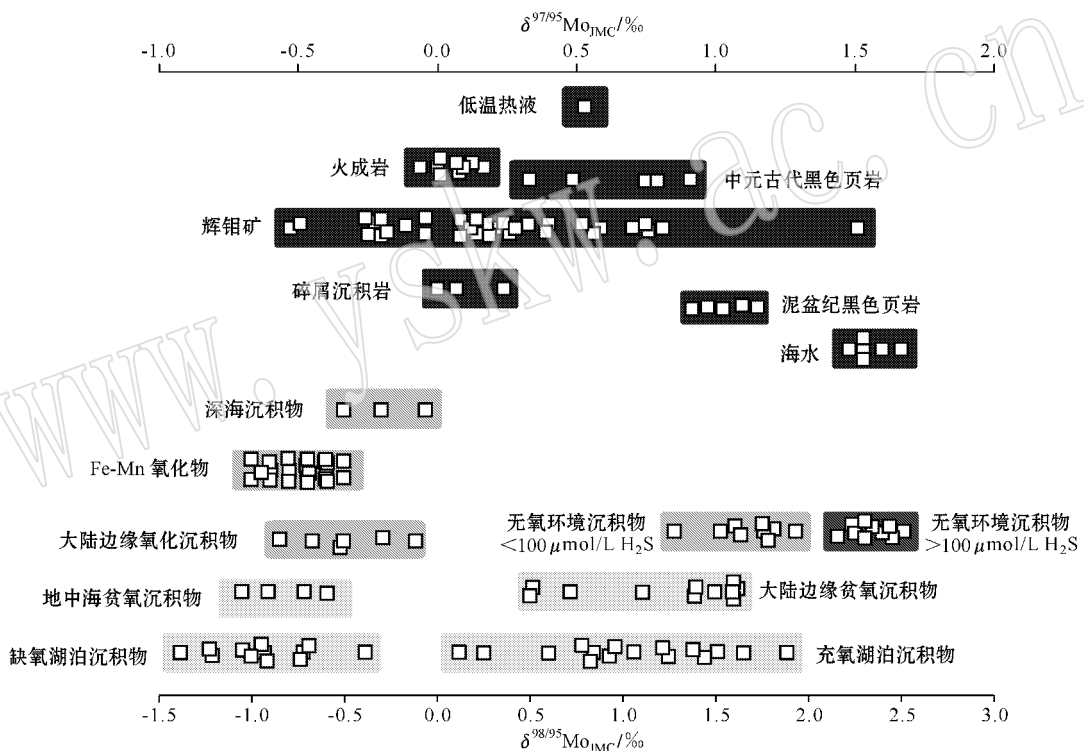 δ97/95MoJMC/‰
-1.0 -0.5 0.0 0.5 1.0 1.5 2.0
低温热液
火成岩
中元古代黑色页岩
辉钼矿
碎屑沉积岩
泥盆纪黑色页岩
海水
深海沉积物
Fe-Mn 氧化物
大陆边缘氧化沉积物
无氧环境沉积物
<100 μmol/L H2S
无氧环境沉积物
>100 μmol/L H2S
地中海贫氧沉积物
大陆边缘贫氧沉积物
缺氧湖泊沉积物
充氧湖泊沉积物
-1.5 -1.0 -0.5 0.0 0.5 1.0 1.5 2.0 2.5 3.0
δ98/95MoJMC/‰
www.yskw.ac.cn